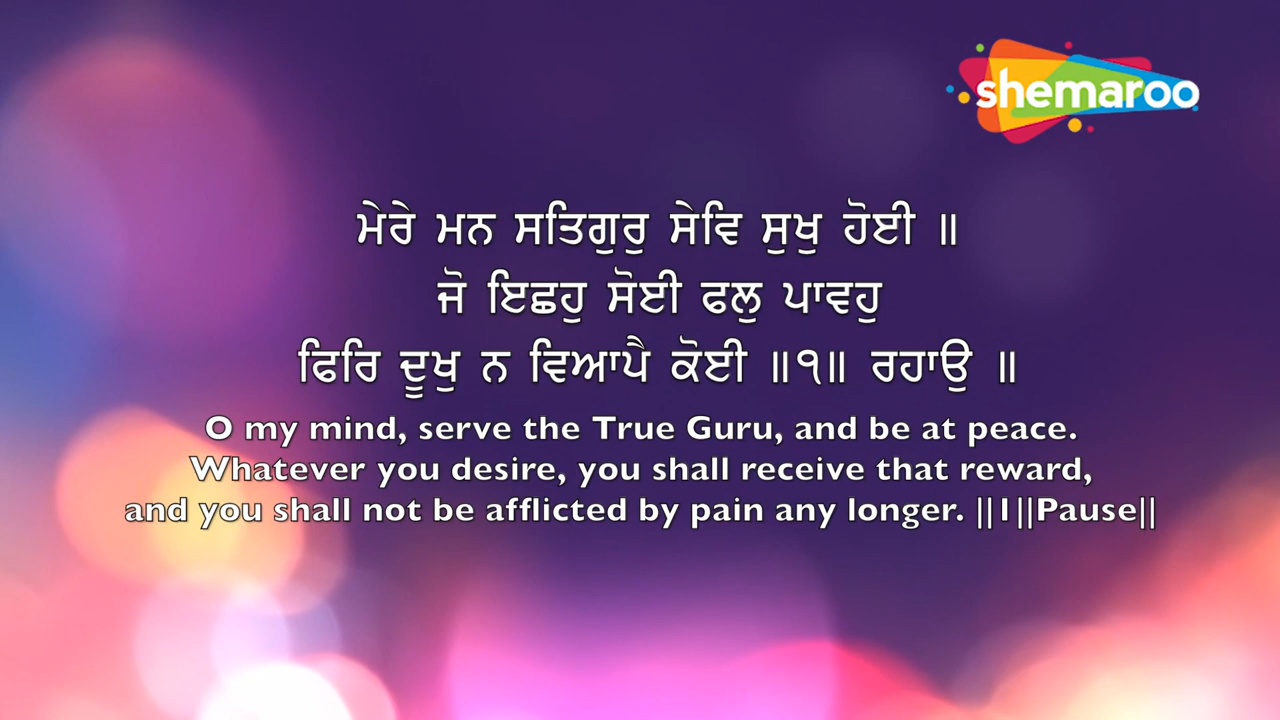 shemaroo
ਮੇਰੇ ਮਨ ਸਤਿਗੁਰੁ ਸੇਵਿ ਸੁਖੁ ਹੋਈ ॥
ਜੋ ਇਛਹੁ ਸੋਈ ਫਲੁ ਪਾਵਹੁ
ਫਿਰਿ ਦੂਖੁ ਨ ਵਿਆਪੈ ਕੋਈ ॥੧॥ ਰਹਾਉ ॥
O my mind, serve the True Guru, and be at peace.
Whatever you desire, you shall receive that reward,
and you shall not be afflicted by pain any longer. ||1||Pause||